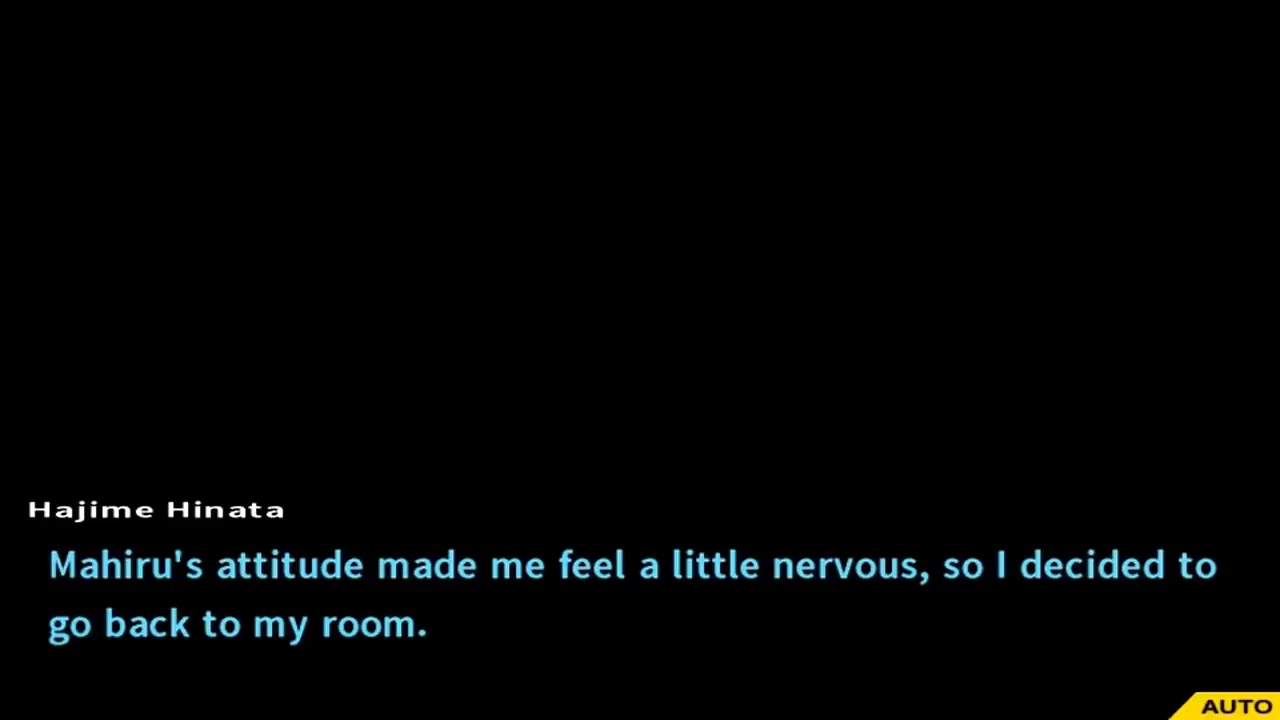 Hajime Hinata
Mahiru's attitude made me feel a little nervous, so I decided to
go back to my room.
AUTO